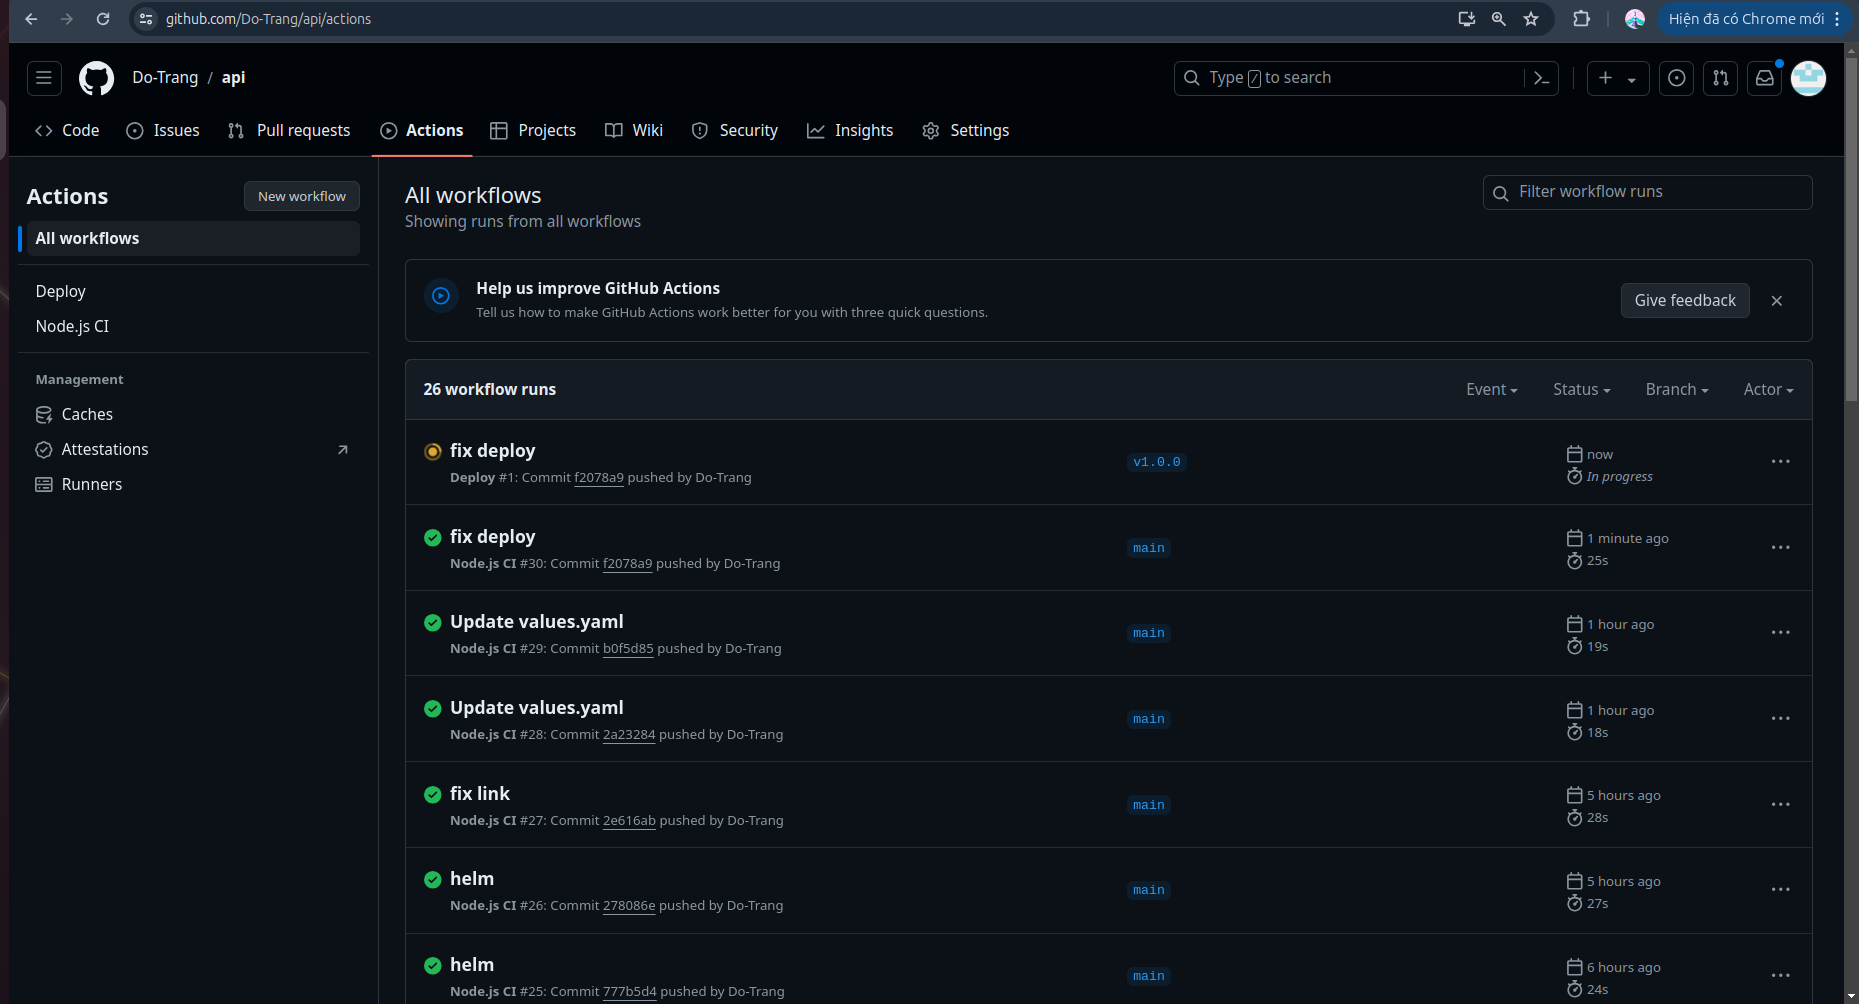 github.com/Do-Trang/api/actions
Hiện đã có Chrome mới
Do-Trang / api
Type / to search
Code
Issues
Pull requests
Actions
Projects
Wiki
Security
Insights
Settings
Actions
New workflow
All workflows
Deploy
Node.js CI
Management
Caches
Attestations
Runners
All workflows
Showing runs from all workflows
Filter workflow runs
Help us improve GitHub Actions
Tell us how to make GitHub Actions work better for you with three quick questions.
Give feedback
26 workflow runs
Event
Status
Branch
Actor
fix deploy
Deploy #1: Commit f2078a9 pushed by Do-Trang
v1.0.0
now
In progress
fix deploy
Node.js CI #30: Commit f2078a9 pushed by Do-Trang
main
1 minute ago
25s
Update values.yaml
Node.js CI #29: Commit b0f5d85 pushed by Do-Trang
main
1 hour ago
19s
Update values.yaml
Node.js CI #28: Commit 2a23284 pushed by Do-Trang
main
1 hour ago
18s
fix link
Node.js CI #27: Commit 2e616ab pushed by Do-Trang
main
5 hours ago
28s
helm
Node.js CI #26: Commit 278086e pushed by Do-Trang
main
5 hours ago
27s
helm
Node.js CI #25: Commit 777b5d4 pushed by Do-Trang
main
6 hours ago
24s